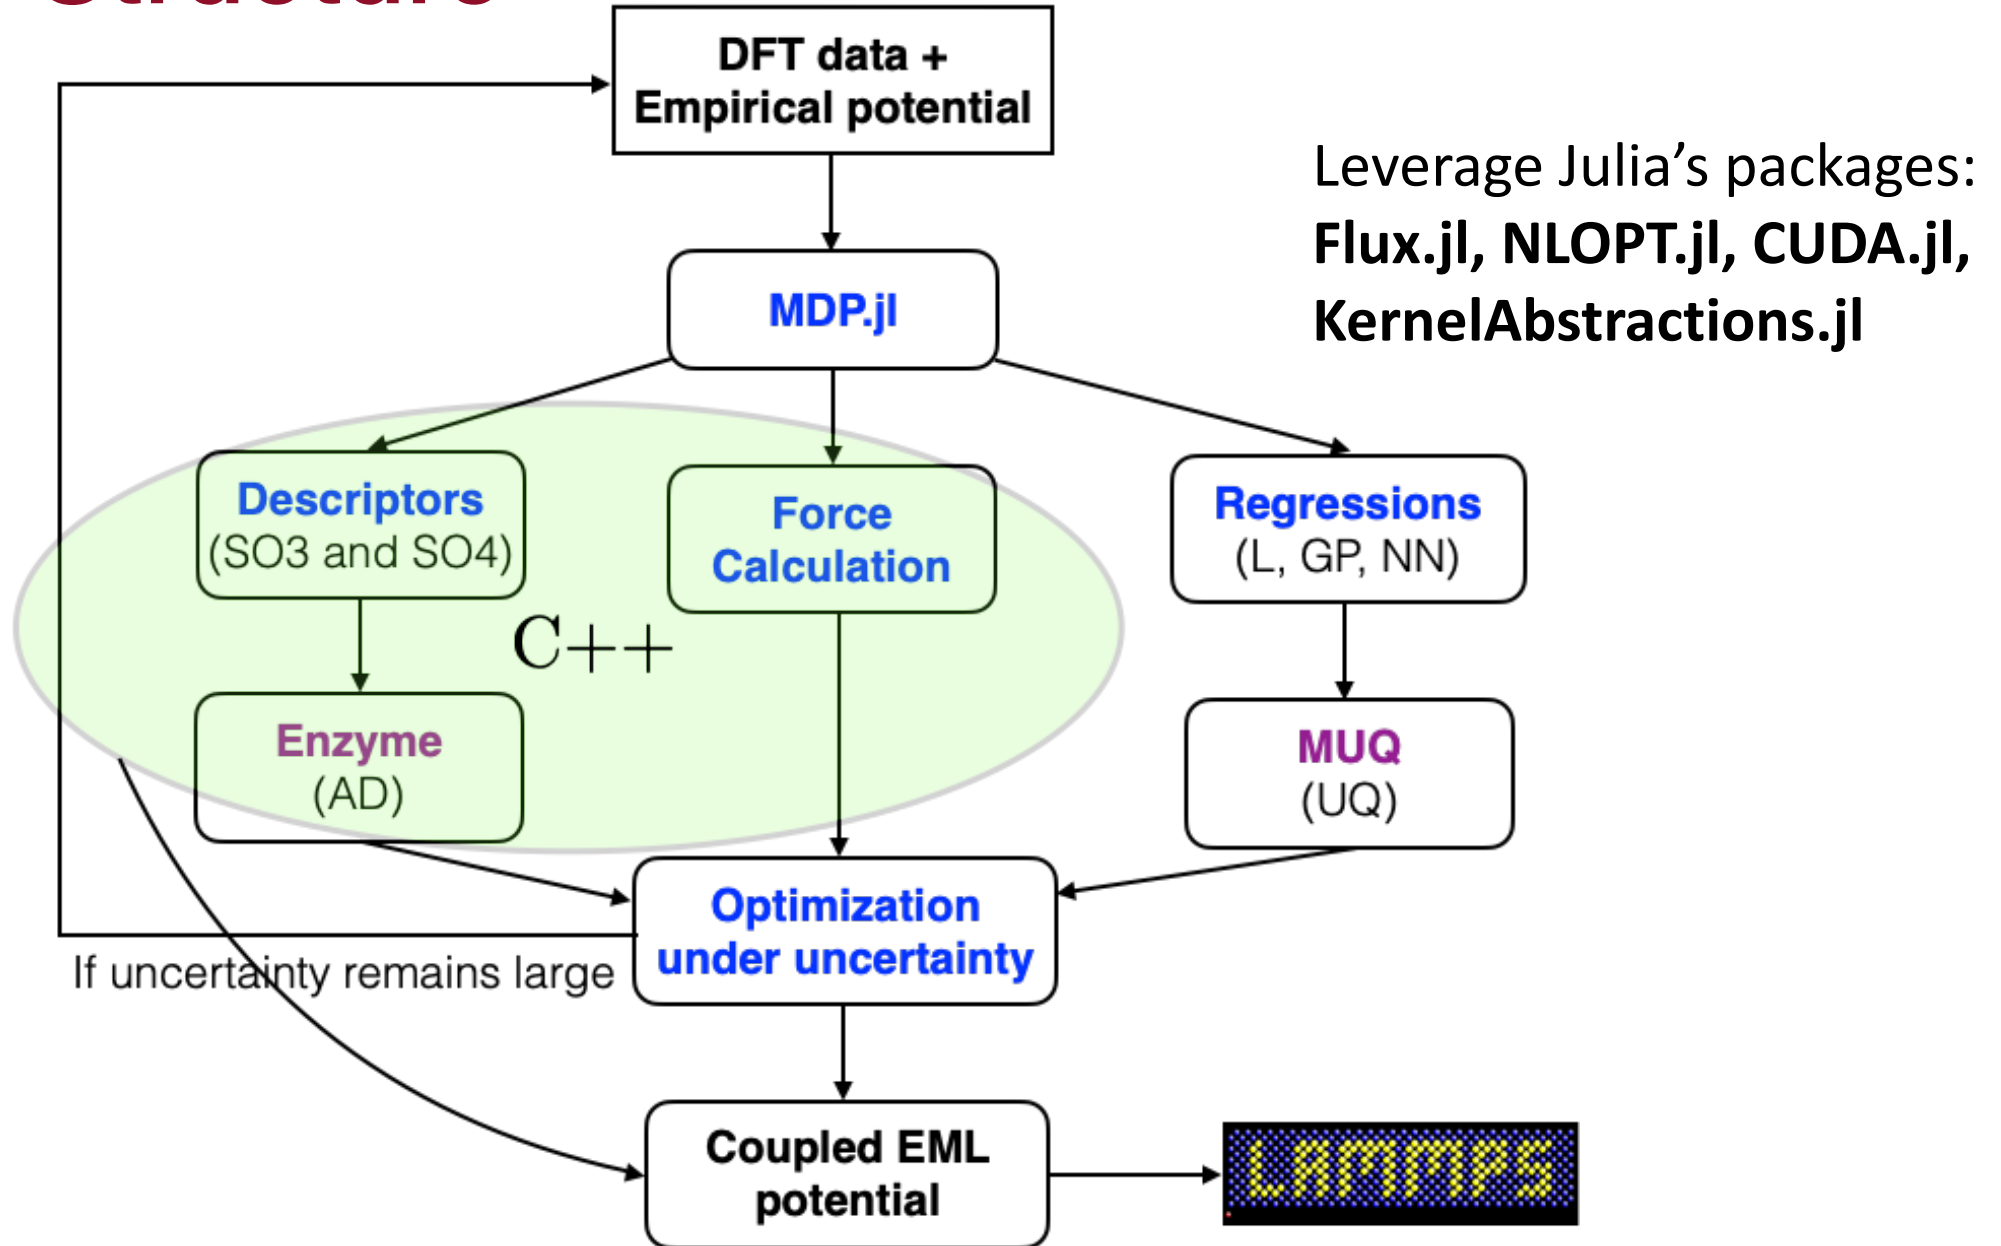 Structure
DFT data +
Empirical potential
Leverage Julia’s packages:
Flux.jl, NLOPT.jl, CUDA.jl,
KernelAbstractions.jl
MDP.jl
Descriptors
(SO3 and SO4)
Force
Calculation
Regressions
(L, GP, NN)
C++
Enzyme
(AD)
MUQ
(UQ)
Optimization
under uncertainty
If uncertainty remains large
Coupled EML
potential
LAMMPS